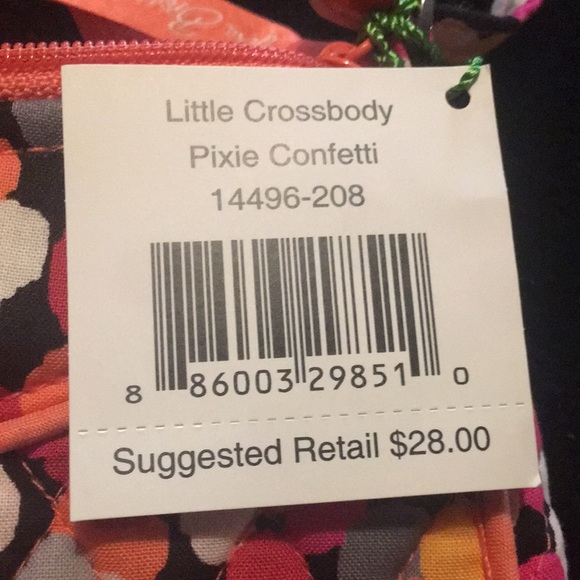 Little Crossbody
Pixie Confetti
14496-208
8 86003 29851 0
Suggested Retail $28.00